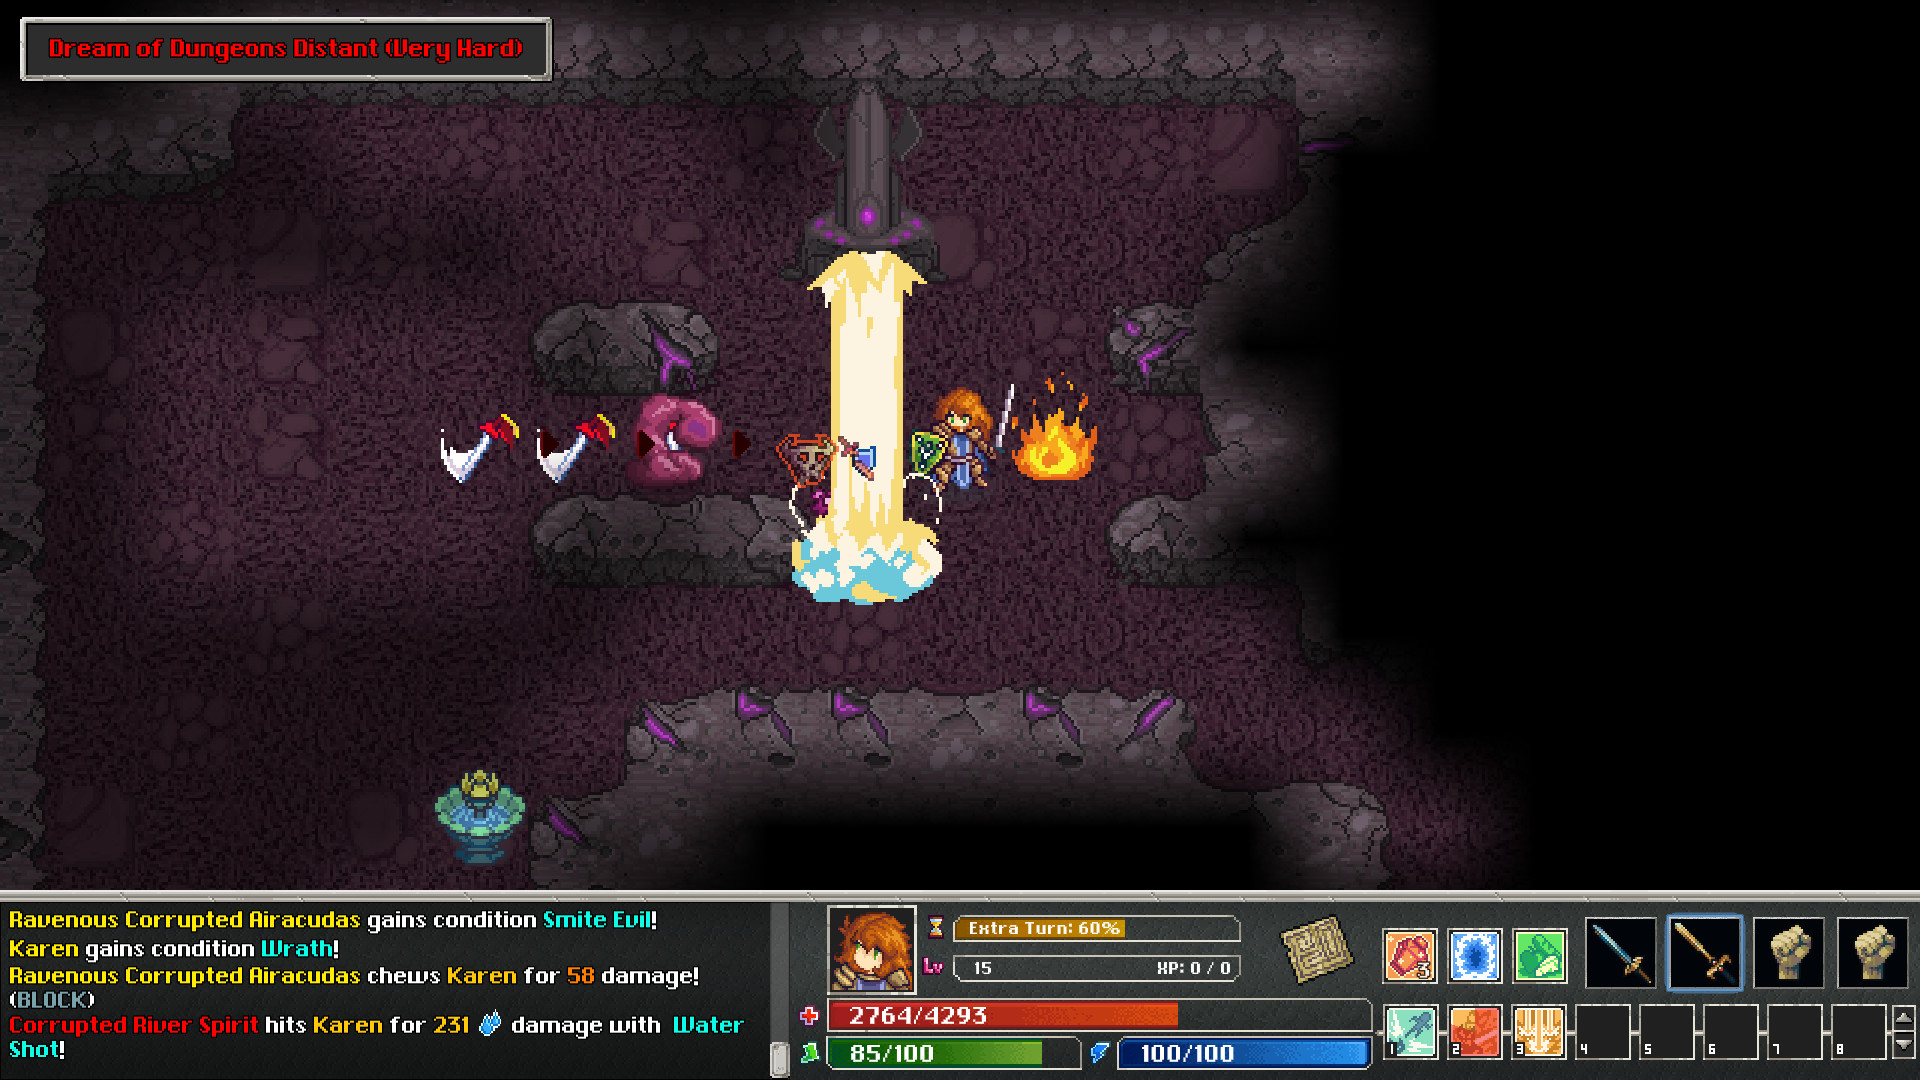 Dream of Dungeons Distant (Very Hard)
Ravenous Corrupted Airacudas gains condition Smite Evil!
Karen gains condition Wrath!
Ravenous Corrupted Airacudas chews Karen for 58 damage!
(BLOCK)
Corrupted River Spirit hits Karen for 231 damage with Water
Shot!
Extra Turn: 60%
Lv 15 XP: 0 / 0
2764/4293
85/100 100/100
3
1 2 3 4 5 6 7 8